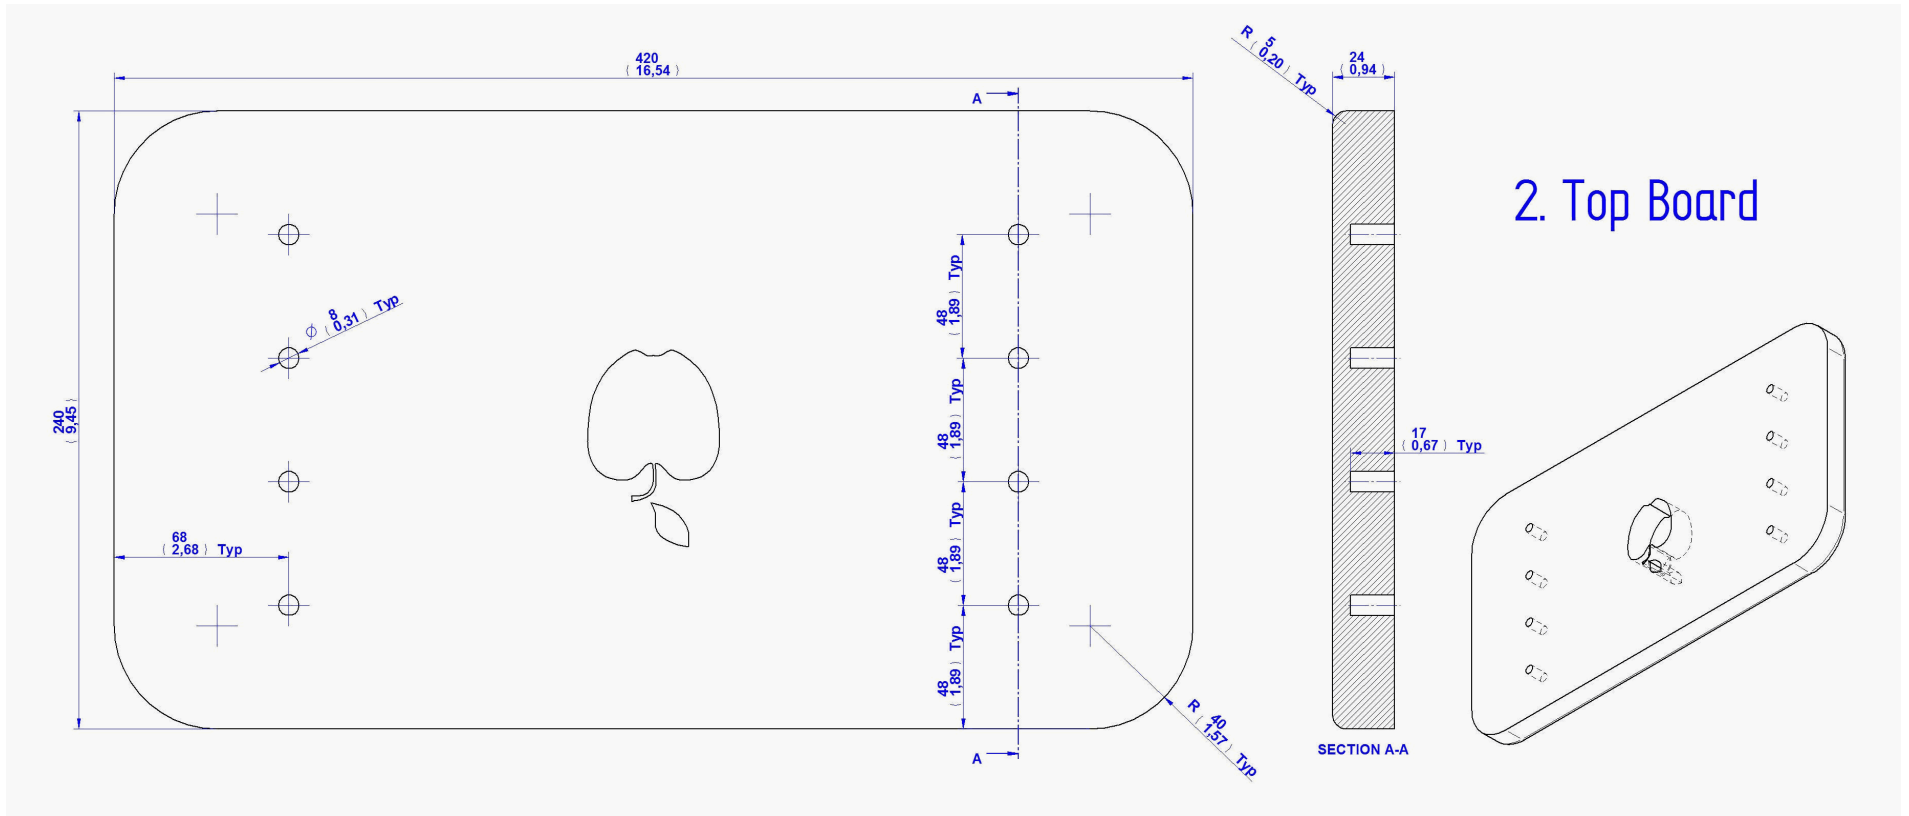 420
( 16,54 )
A
R 5
( 0,20 ) Typ
24
( 0,94 )
2. Top Board
48
( 1,89 ) Typ
∅ 8
( 0,31 ) Typ
240
( 9,45 )
48
( 1,89 ) Typ
17
( 0,67 ) Typ
68
( 2,68 ) Typ
48
( 1,89 ) Typ
48
( 1,89 ) Typ
R 40
( 1,57 ) Typ
A
SECTION A-A